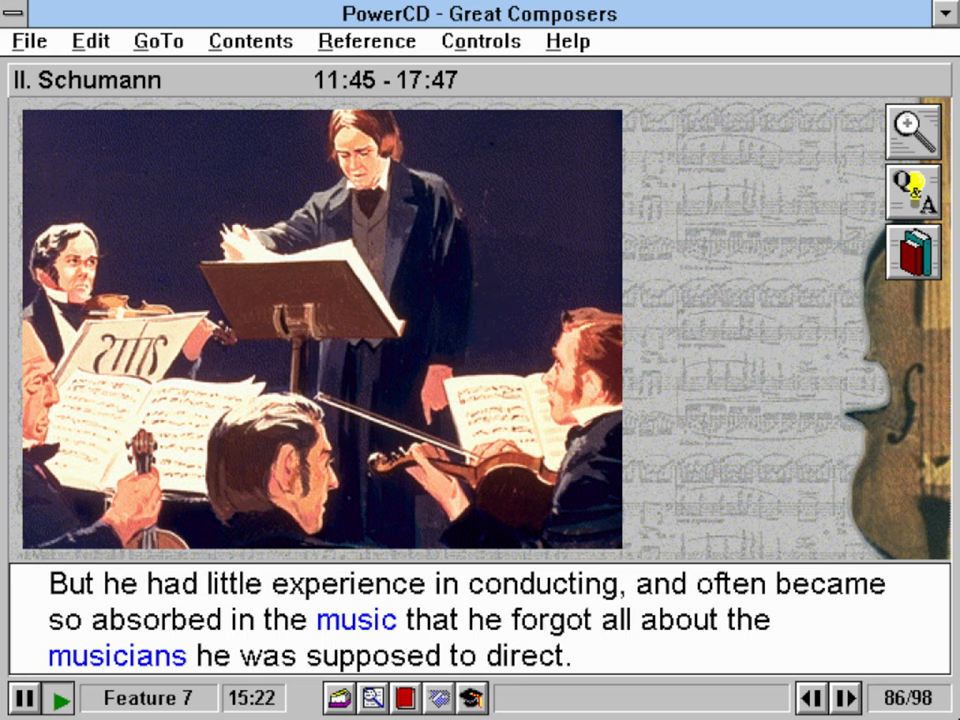 PowerCD - Great Composers
File Edit GoTo Contents Reference Controls Help
II. Schumann 11:45 - 17:47
Q&A
But he had little experience in conducting, and often became
so absorbed in the music that he forgot all about the
musicians he was supposed to direct.
Feature 7 15:22 86/98